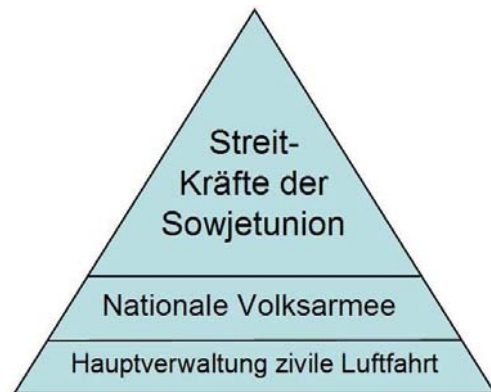 Streit-
Kräfte der
Sowjetunion
Nationale Volksarmee
Hauptverwaltung zivile Luftfahrt